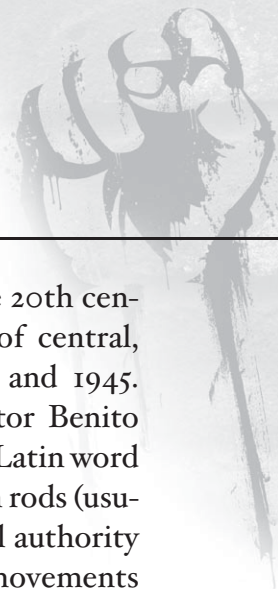 e 20th cen-
of central,
and 1945.
tor Benito
Latin word
n rods (usu-
l authority
movements